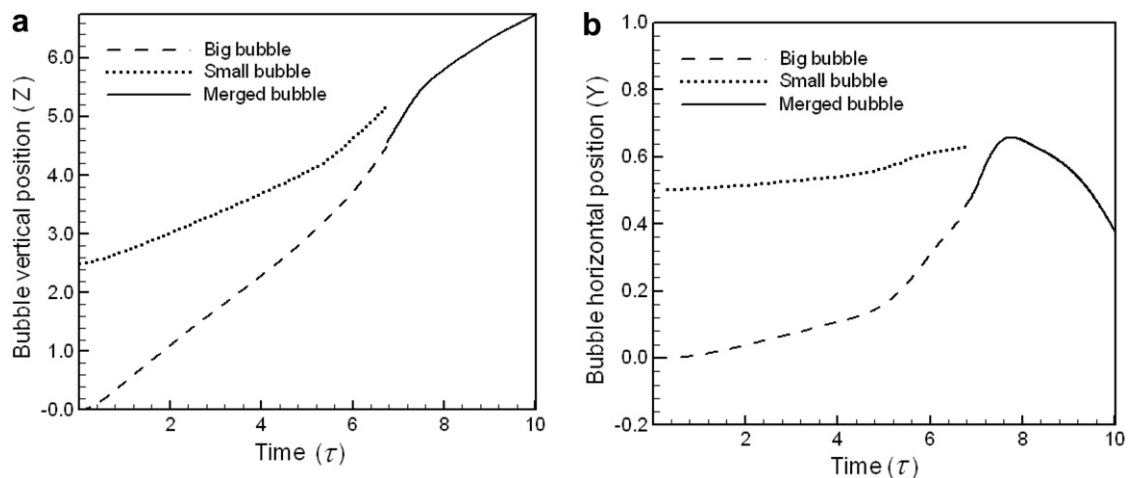 a
Big bubble
Small bubble
Merged bubble
Bubble vertical position (Z)
6.0
5.0
4.0
3.0
2.0
1.0
-0.0
2
4
6
8
10
Time (τ)
b
Big bubble
Small bubble
Merged bubble
Bubble horizontal position (Y)
1.0
0.8
0.6
0.4
0.2
0.0
-0.2
2
4
6
8
10
Time (τ)